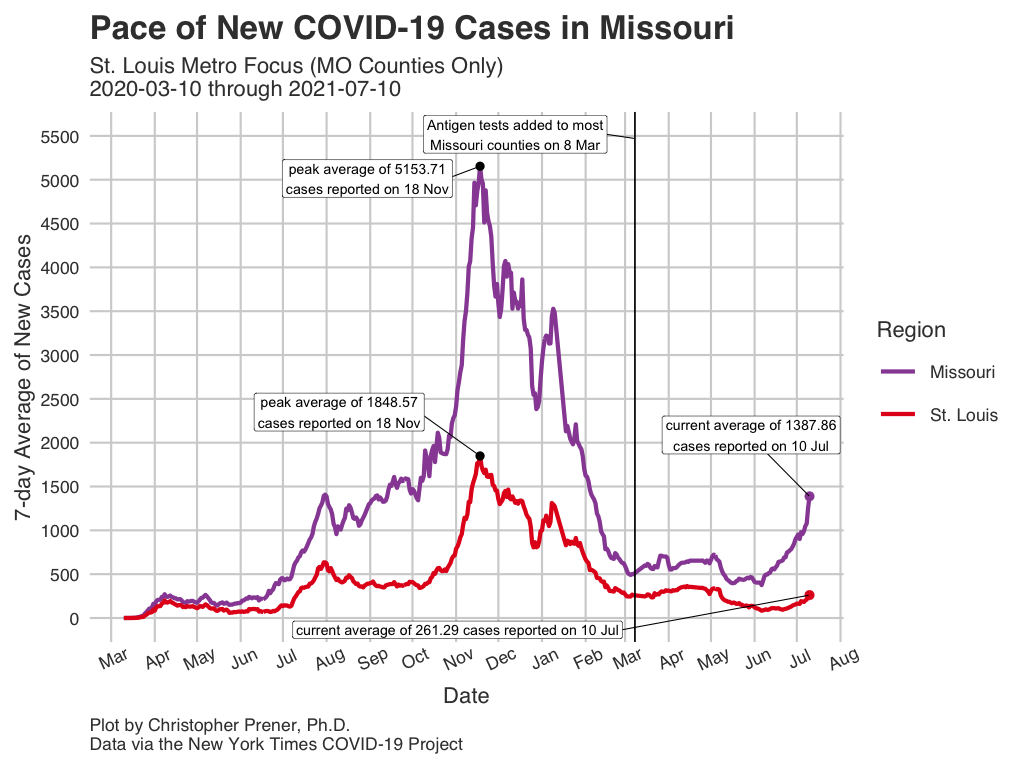 Pace of New COVID-19 Cases in Missouri
St. Louis Metro Focus (MO Counties Only)
2020-03-10 through 2021-07-10
Antigen tests added to most
Missouri counties on 8 Mar
peak average of 5153.71
cases reported on 18 Nov
peak average of 1848.57
cases reported on 18 Nov
current average of 1387.86
cases reported on 10 Jul
current average of 261.29 cases reported on 10 Jul
7-day Average of New Cases
5500
5000
4500
4000
3500
3000
2500
2000
1500
1000
500
0
Mar Apr May Jun Jul Aug Sep Oct Nov Dec Jan Feb Mar Apr May Jun Jul Aug
Date
Region
Missouri
St. Louis
Plot by Christopher Prener, Ph.D.
Data via the New York Times COVID-19 Project